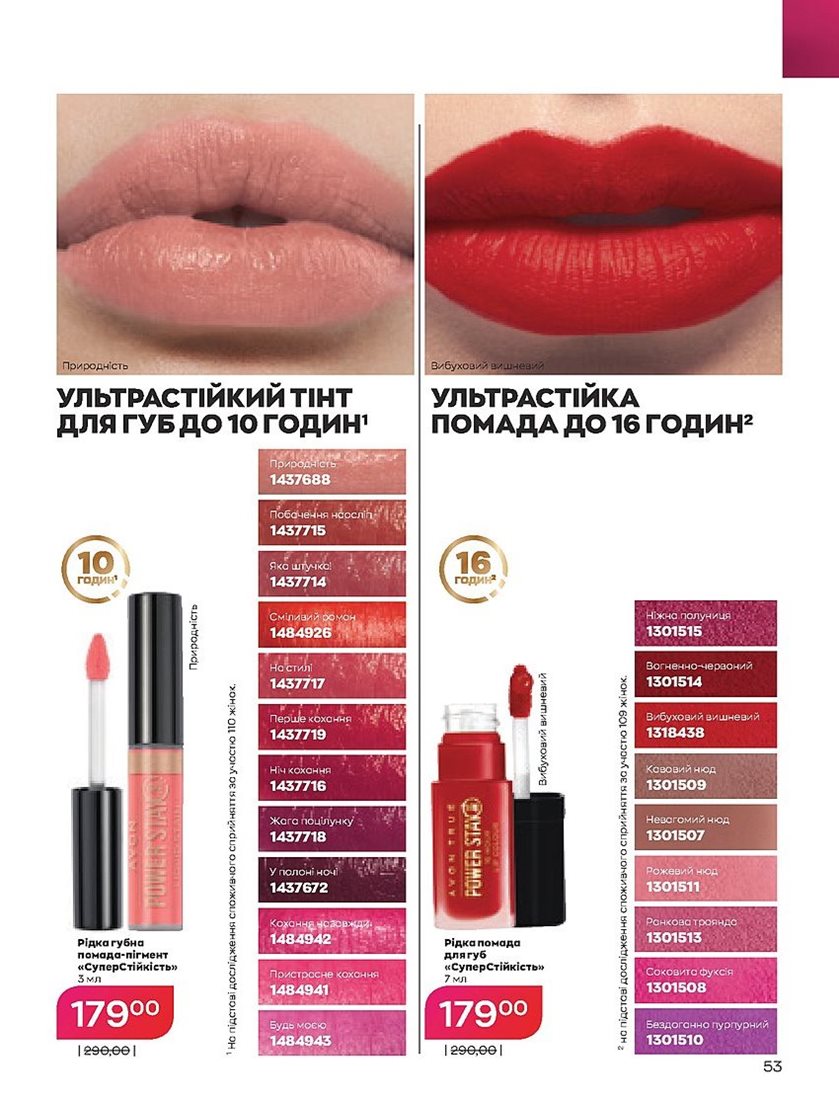 Природність
Вибуховий вишневий
УЛЬТРАСТІЙКИЙ ТІНТ
ДЛЯ ГУБ ДО 10 ГОДИН¹
УЛЬТРАСТІЙКА
ПОМАДА ДО 16 ГОДИН²
10
ГОДИН¹
Природність
AVON
POWER STAY
Рідка губна
помада-пігмент
«СуперСтійкість»
3 мл
179⁰⁰
| 290,00 |
¹ На підставі дослідження споживчого сприйняття за участю 110 жінок.
Природність
1437688
Побачення наосліп
1437715
Яка штучка!
1437714
Сміливий роман
1484926
На стилі
1437717
Перше кохання
1437719
Ніч кохання
1437716
Жага поцілунку
1437718
У полоні ночі
1437672
Кохання назавжди
1484942
Пристрасне кохання
1484941
Будь моєю
1484943
16
ГОДИН²
Вибуховий вишневий
AVON TRUE
POWER STAY
16 HOUR
LIP COLOUR
Рідка помада
для губ
«СуперСтійкість»
7 мл
179⁰⁰
| 290,00 |
² На підставі дослідження споживчого сприйняття за участю 109 жінок.
Ніжна полуниця
1301515
Вогненно-червоний
1301514
Вибуховий вишневий
1318438
Кавовий нюд
1301509
Невагомий нюд
1301507
Рожевий нюд
1301511
Ранкова троянда
1301513
Соковита фуксія
1301508
Бездоганно пурпурний
1301510
53